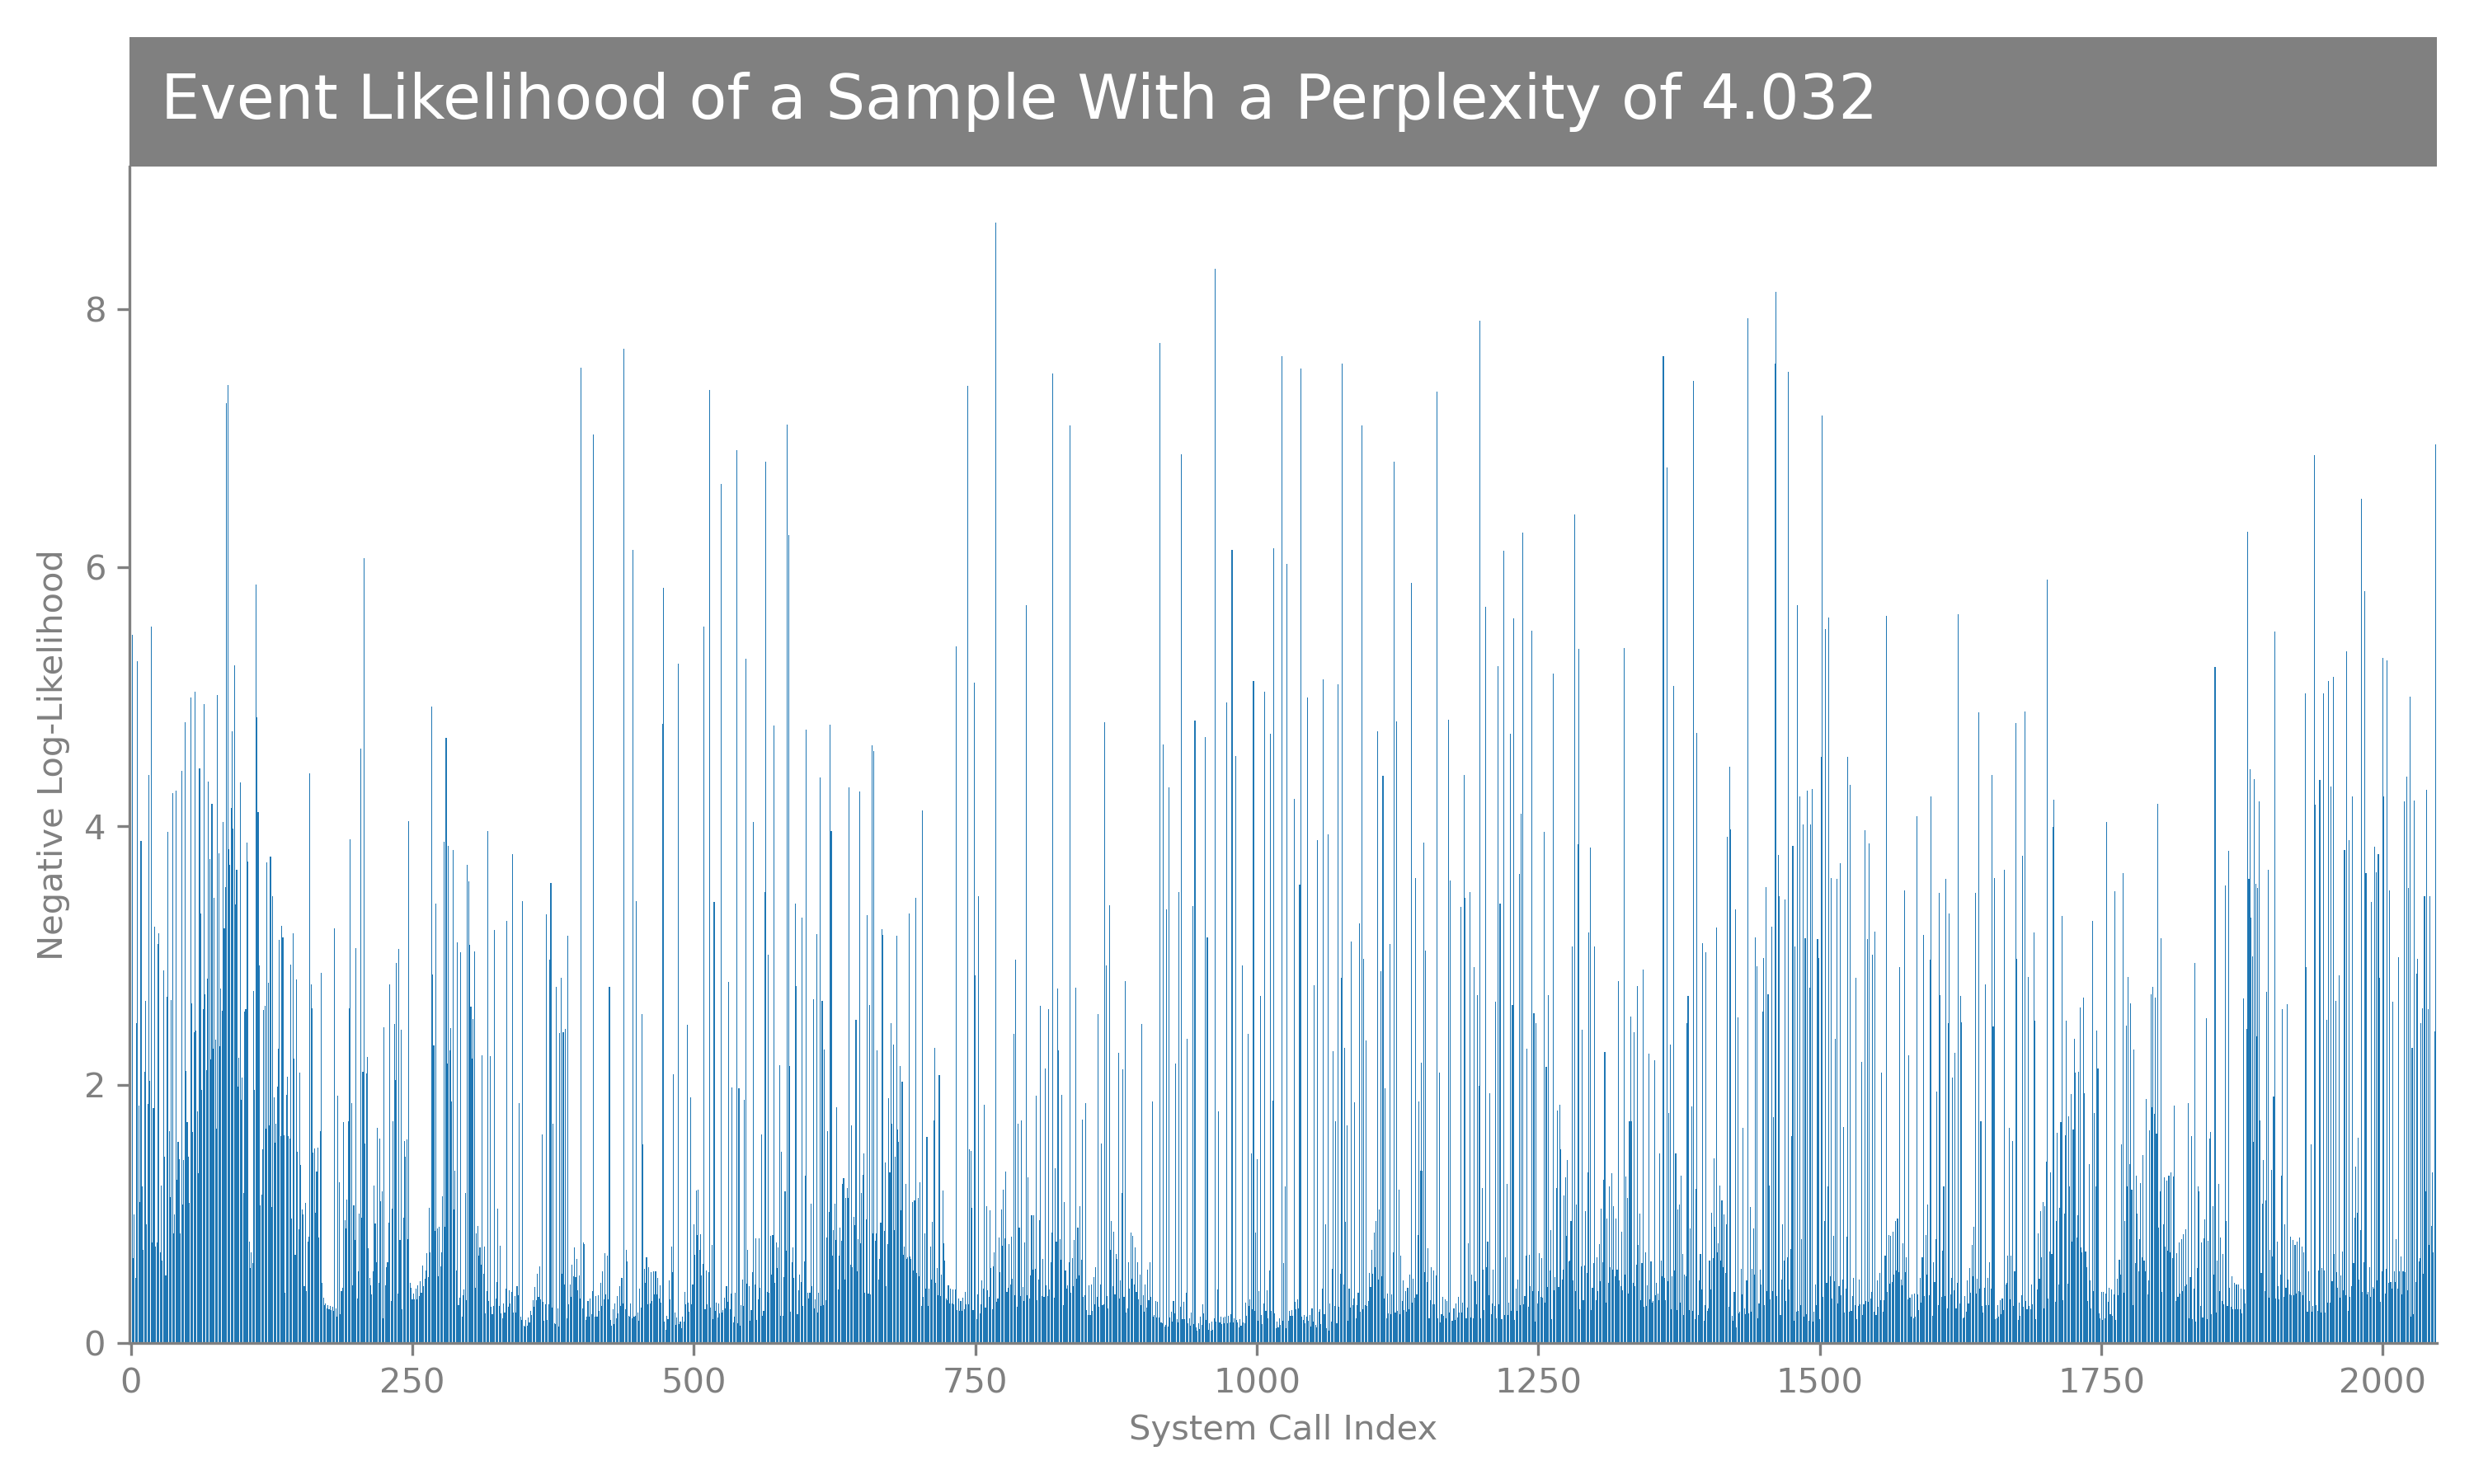 Event Likelihood of a Sample With a Perplexity of 4.032
8
6
4
2
0
Negative Log-Likelihood
0 250 500 750 1000 1250 1500 1750 2000
System Call Index